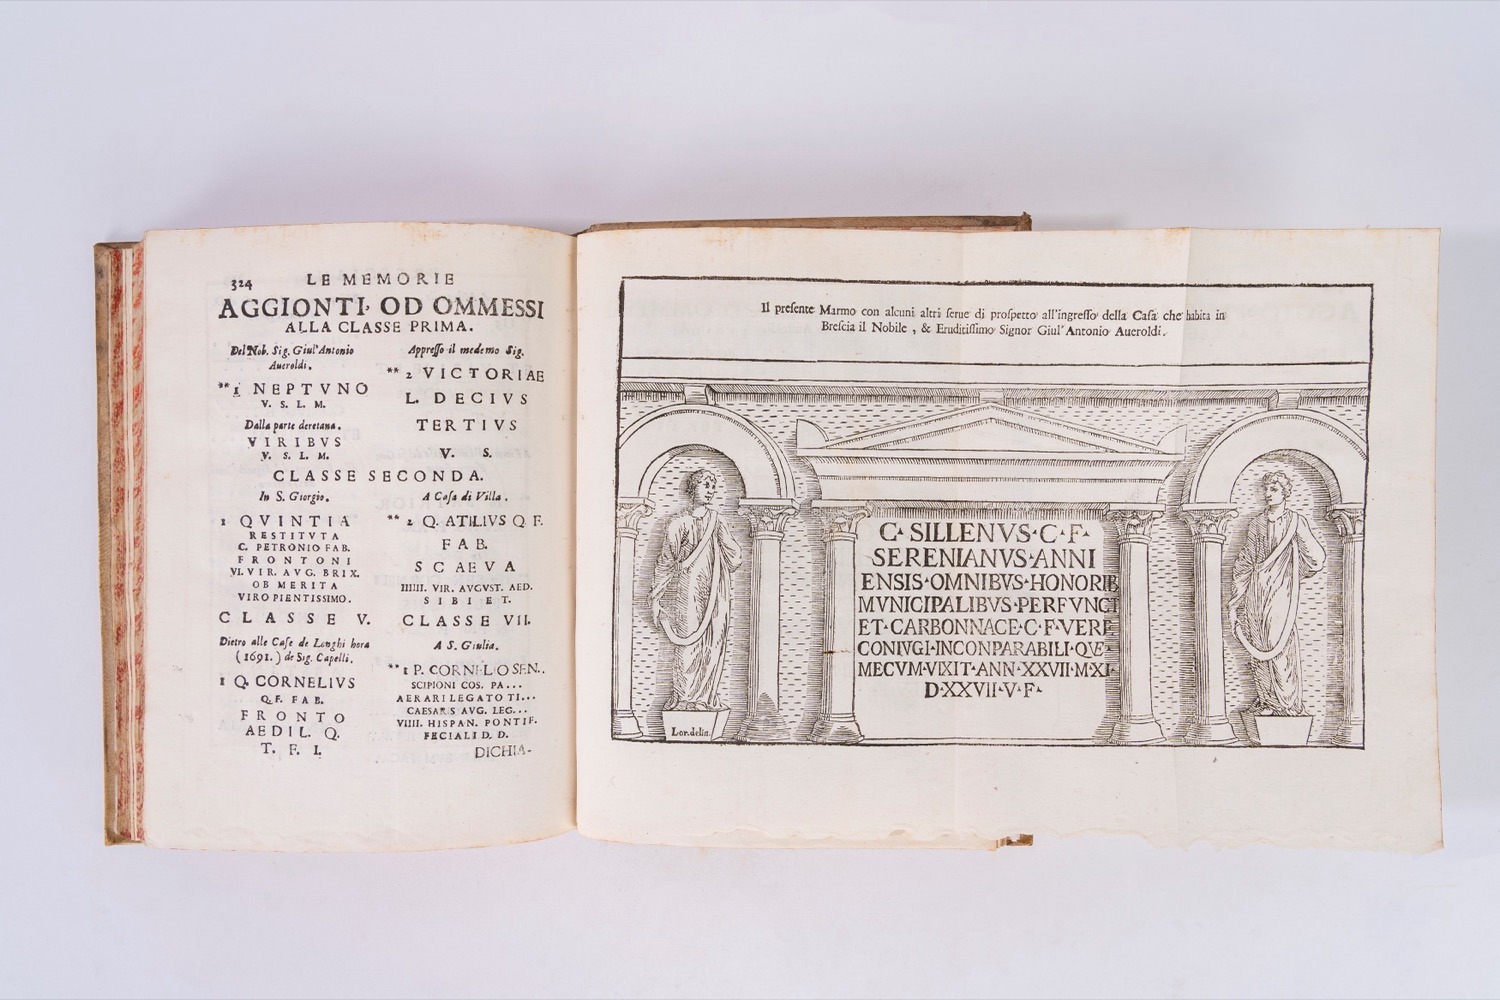 324
LE MEMORIE
AGGIONTI, OD OMMESSI
ALLA CLASSE PRIMA.
Del Nob. Sig. Giul'Antonio
Aueroldi.
** 1 NEPTVNO
V. S. L. M.
Dalla parte deretana.
VIRIBVS
V. S. L. M.
Appresso il medemo Sig.
** 2 VICTORIAE
L. DECIVS
TERTIVS
V. S.
CLASSE SECONDA.
In S. Giorgio.
1 QVINTIA
RESTITVTA
C. PETRONIO FAB.
FRONTONI
VI. VIR. AVG. BRIX.
OB MERITA
VIRO PIENTISSIMO.
A Casa di Villa.
** 2 Q. ATILIVS Q F.
FAB.
SCAEVA
IIIIII. VIR. AVGVST. AED.
SIBI ET.
CLASSE V.
Dietro alle Case de Longhi hora
(1691.) de Sig. Capelli.
1 Q. CORNELIVS
Q. F. FAB.
FRONTO
AEDIL. Q.
T. F. I.
CLASSE VII.
A S. Giulia.
** 1 P. CORNELIO SEN..
SCIPIONI COS. PA...
AERARI LEGATO TI...
CAESARS AVG. LEG...
VIIII. HISPAN. PONTIF.
FECIALI D. D.
DICHIA-
Il presente Marmo con alcuni altri serue di prospetto all'ingresso della Casa che habita in
Brescia il Nobile, & Eruditissimo Signor Giul'Antonio Aueroldi.
C. SILLENVS·C·F·
SERENIANVS·ANNI
ENSIS·OMNIBVS·HONORIB
MVNICIPALIBVS·PERFVNCT
ET·CARBONNACE·C·F·VERE
CONIVGI·INCONPARABILI·QVE·
MECVM·VIXIT·ANN·XXVII·M·XI·
D·XXVII·V·F·
Lor. delin.